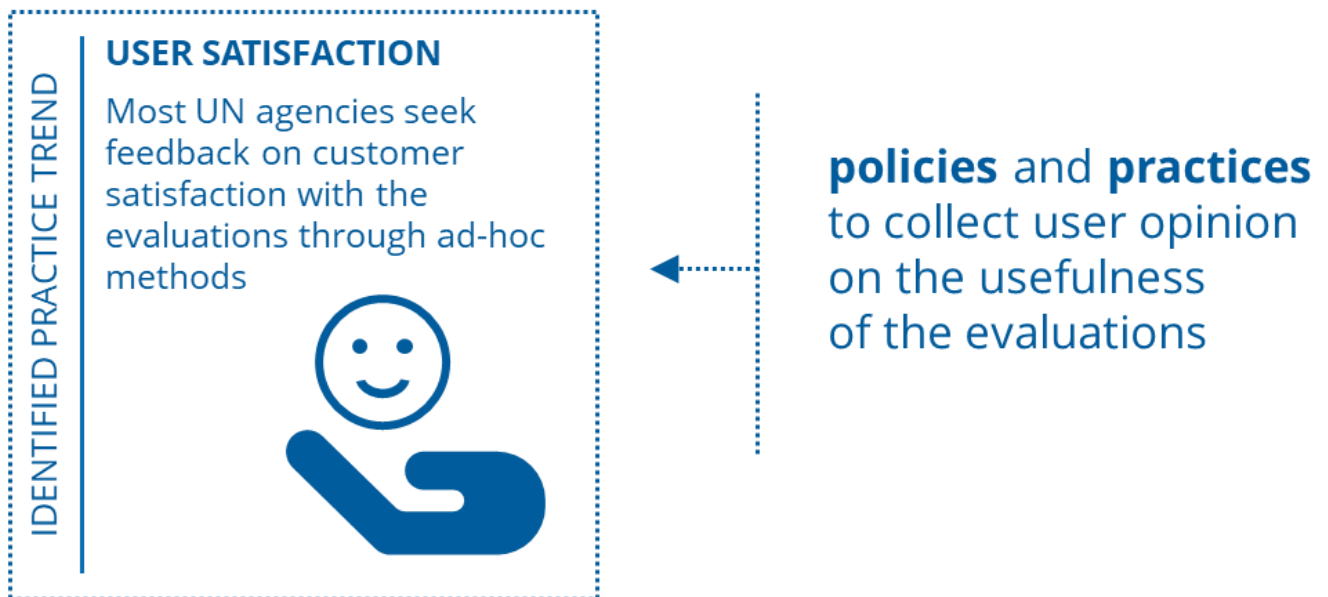 IDENTIFIED PRACTICE TREND
USER SATISFACTION
Most UN agencies seek
feedback on customer
satisfaction with the
evaluations through ad-hoc
methods
policies and practices
to collect user opinion
on the usefulness
of the evaluations